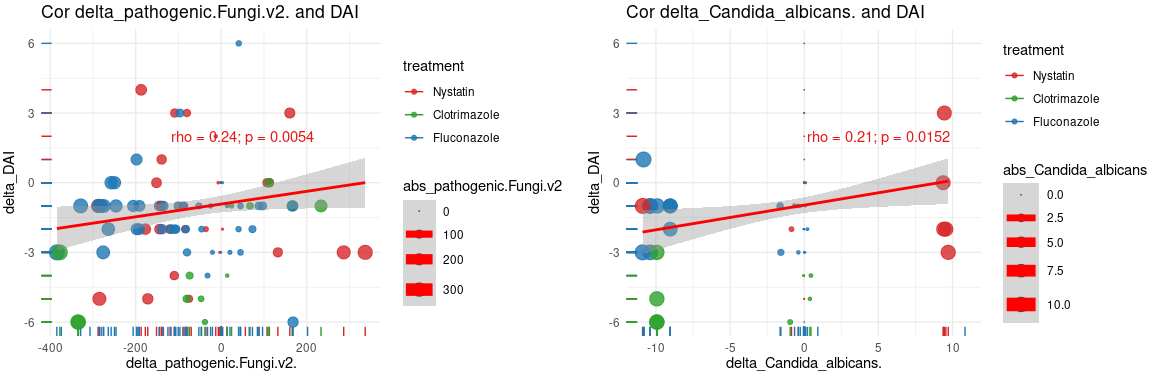 Cor delta_pathogenic.Fungi.v2. and DAI
6
3
0
-3
-6
delta_DAI
rho = 0.24; p = 0.0054
-400
-200
0
200
delta_pathogenic.Fungi.v2.
treatment
Nystatin
Clotrimazole
Fluconazole
abs_pathogenic.Fungi.v2
0
100
200
300
Cor delta_Candida_albicans. and DAI
6
3
0
-3
-6
delta_DAI
rho = 0.21; p = 0.0152
-10
-5
0
5
10
delta_Candida_albicans.
treatment
Nystatin
Clotrimazole
Fluconazole
abs_Candida_albicans
0.0
2.5
5.0
7.5
10.0